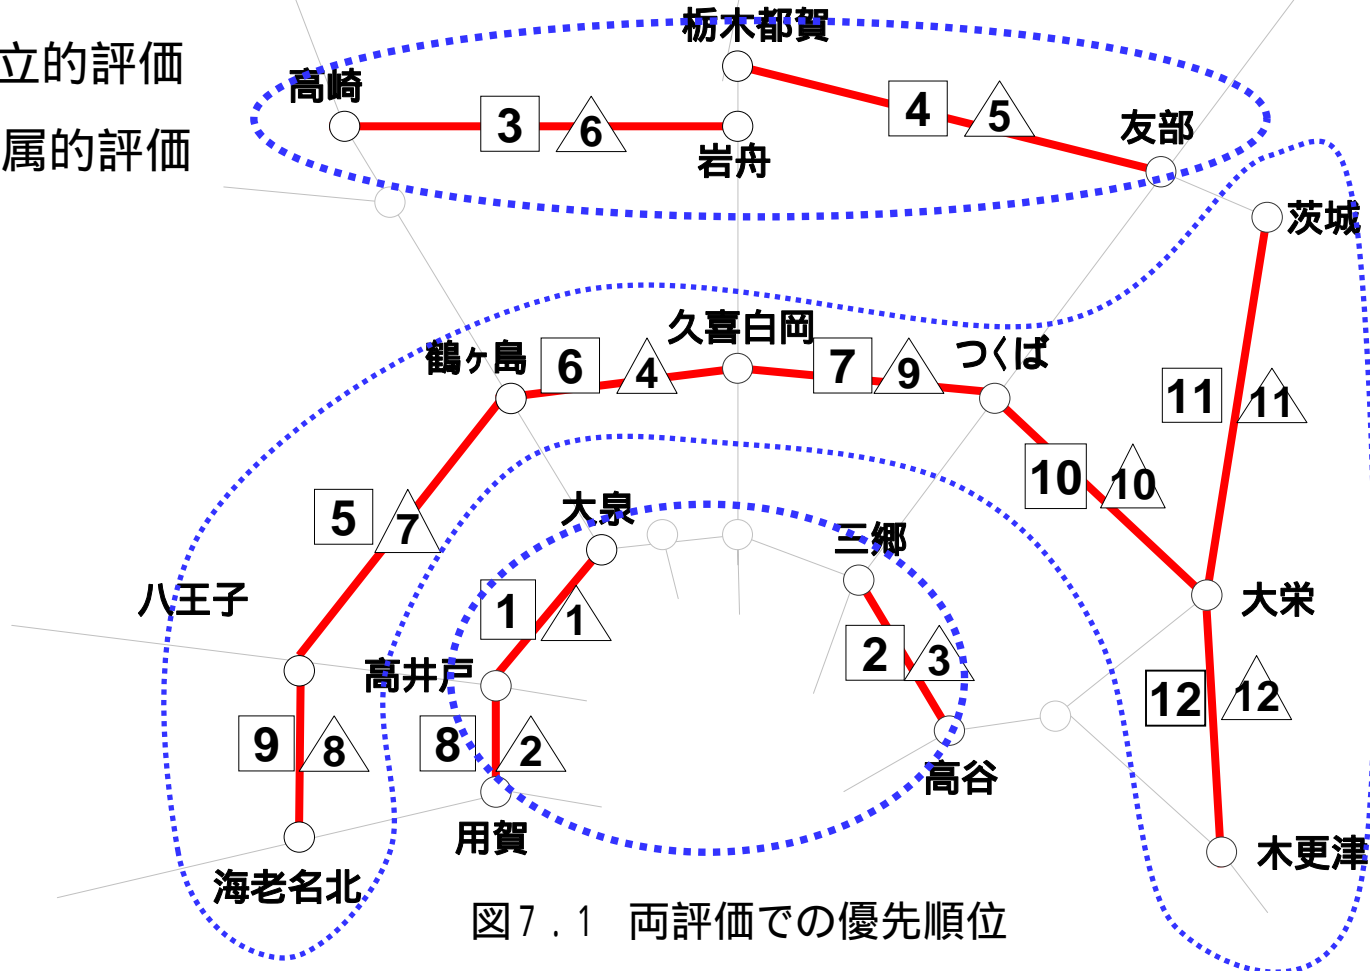 立的評価
属的評価
栃木都賀
高崎
3
6
4
5
岩舟
友部
茨城
久喜白岡
鶴ヶ島
6
4
7
9
つくば
11
11
10
10
5
7
大泉
三郷
八王子
1
1
大栄
2
3
高井戸
12
12
9
8
8
2
高谷
用賀
木更津
海老名北
図7.1 両評価での優先順位